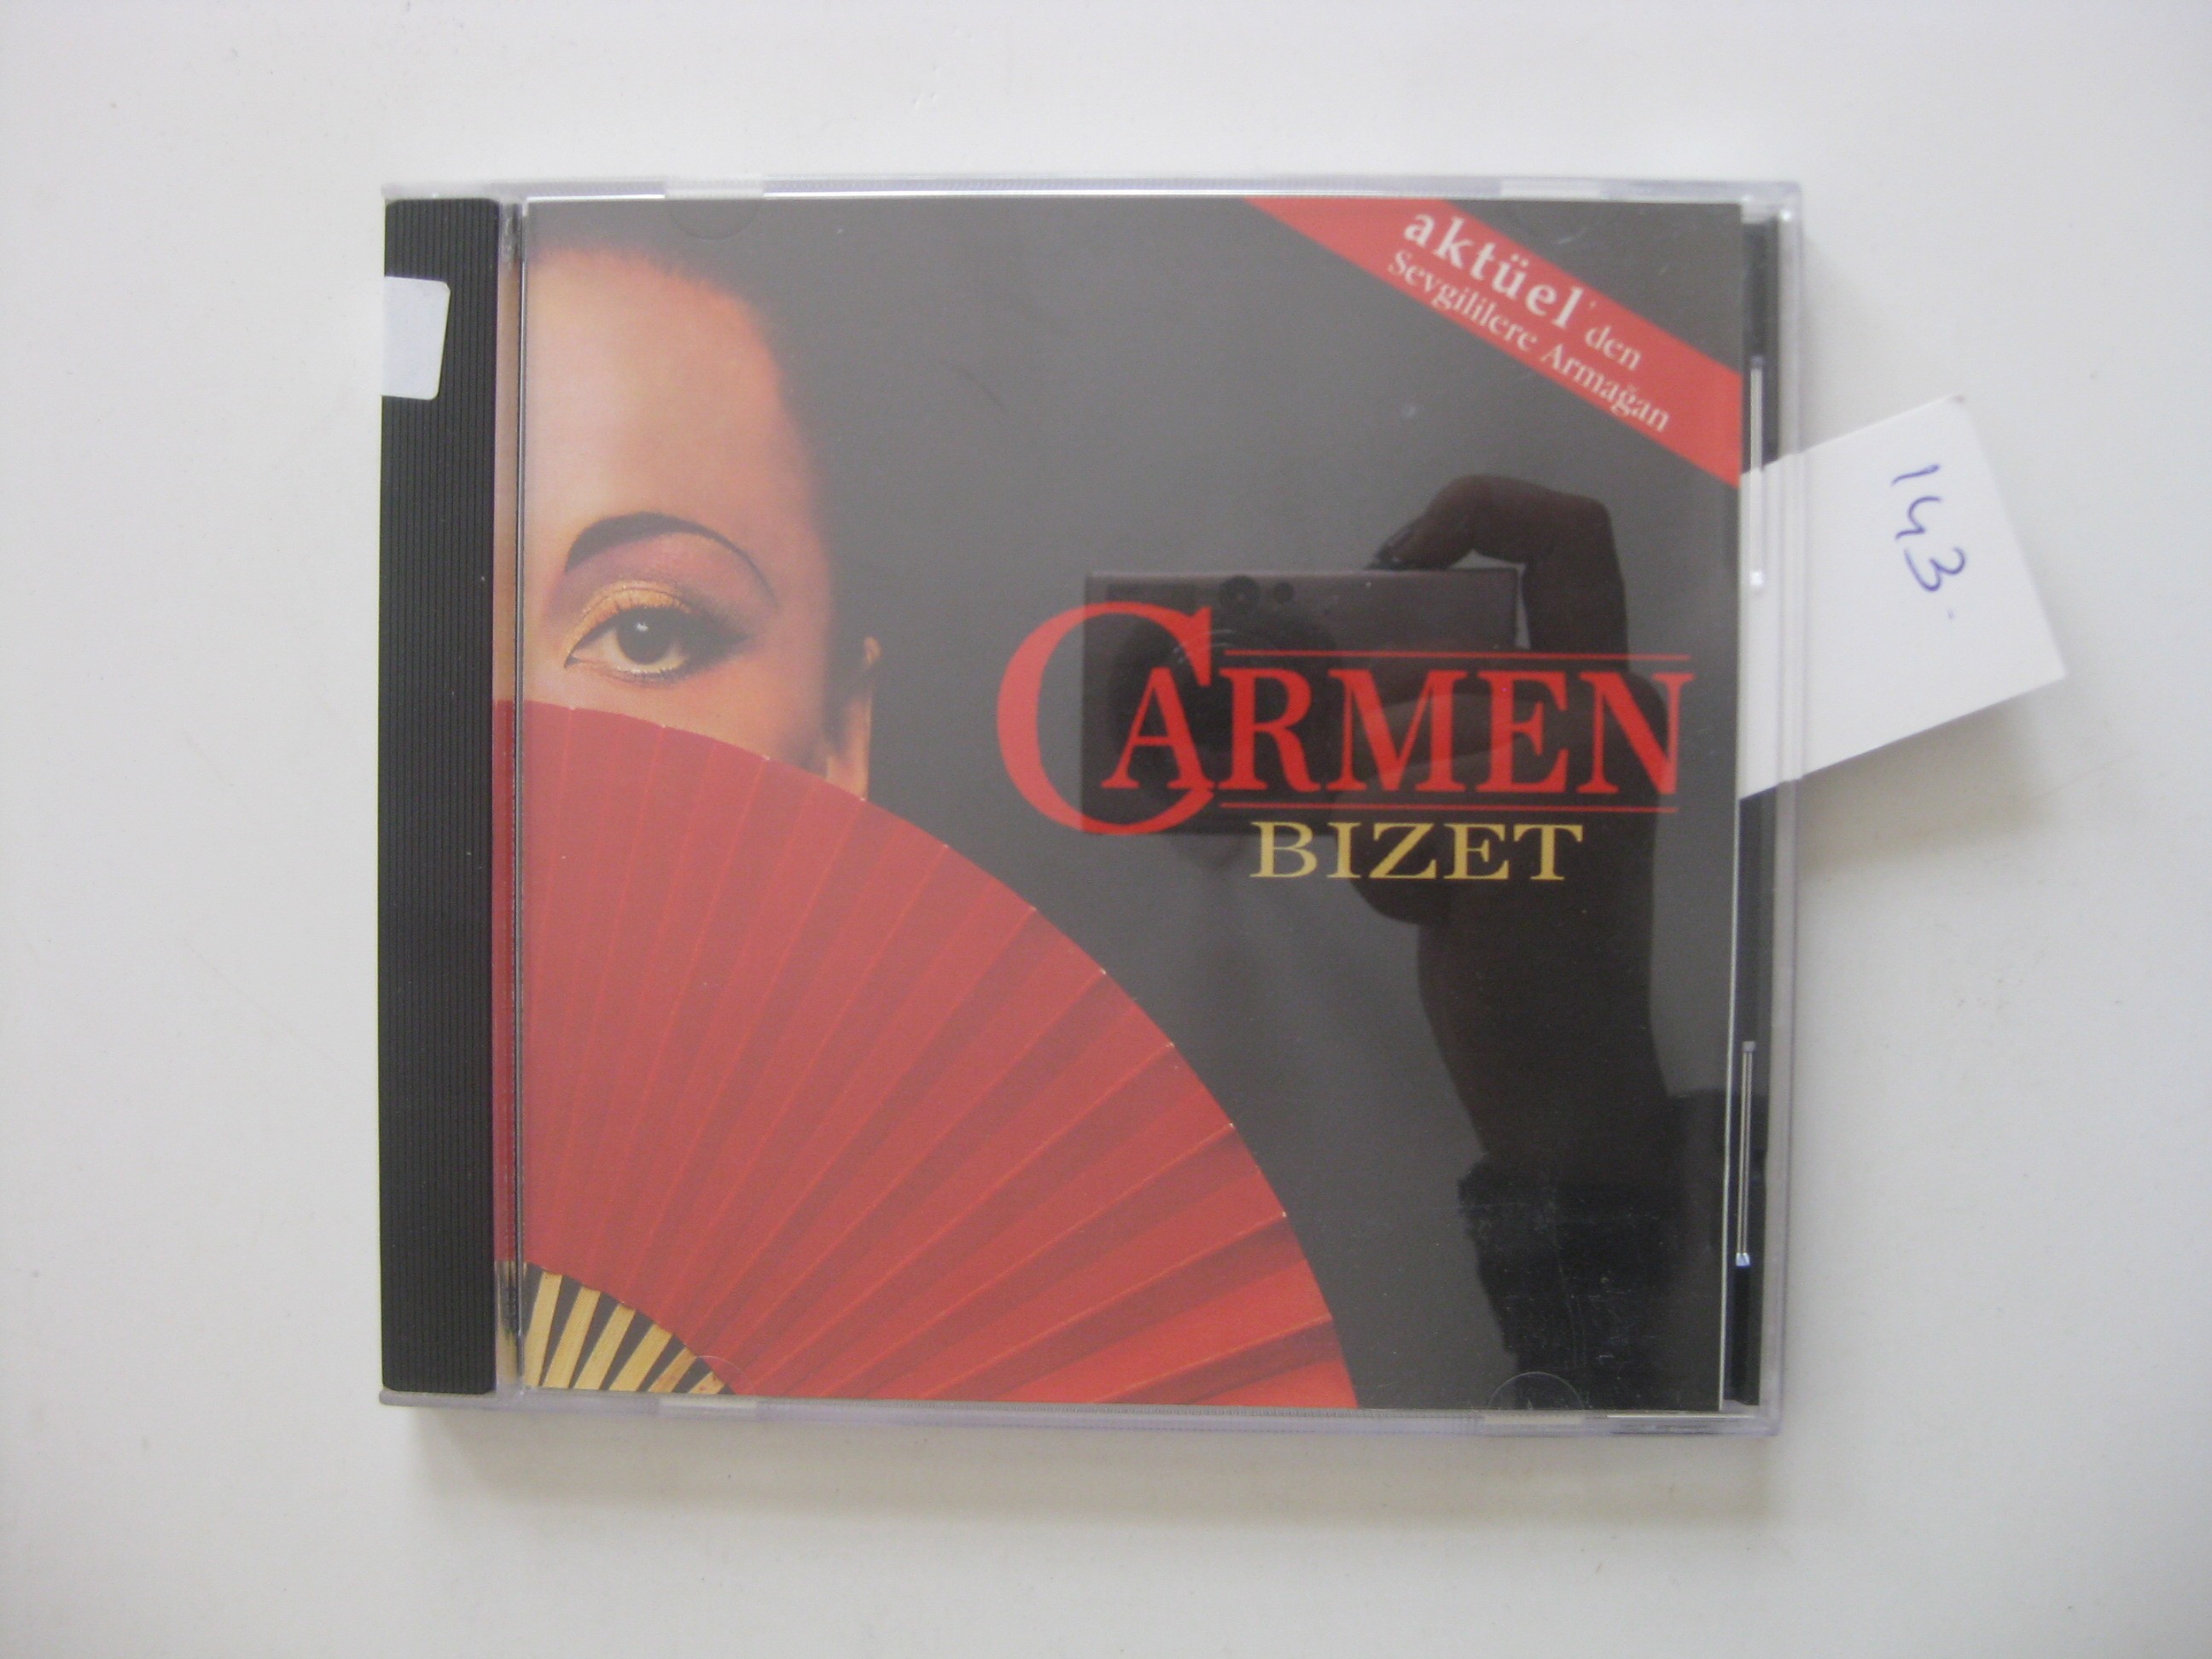 aktüel'den
Sevgililere Armağan
CARMEN
BIZET
143